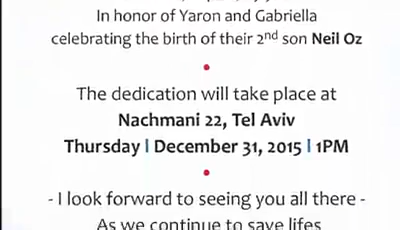 In honor of Yaron and Gabriella
celebrating the birth of their 2nd son Neil Oz
The dedication will take place at
Nachmani 22, Tel Aviv
Thursday | December 31, 2015 | 1PM
- I look forward to seeing you all there -
As we continue to save lifes